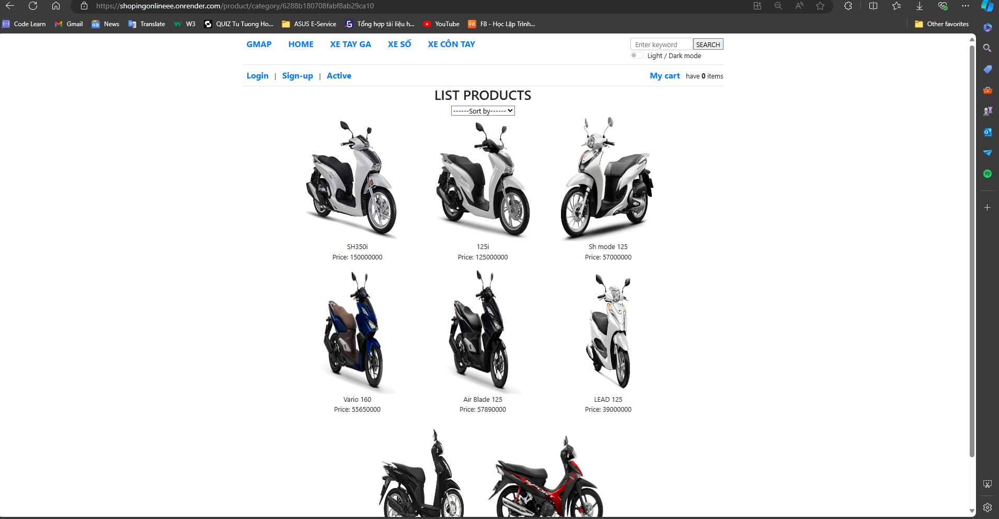 https://shopingonlineee.onrender.com/product/category/6288b180708fabf8ab29ca10
Code Learn Gmail News Translate W3 QUIZ Tu Tuong Ho... ASUS E-Service Tổng hợp tài liệu h... YouTube F8 - Học Lập Trình... Other favorites
GMAP HOME XE TAY GA XE SỐ XE CÔN TAY Enter keyword SEARCH
Light / Dark mode
Login | Sign-up | Active My cart have 0 items
LIST PRODUCTS
------Sort by------
SH350i 125i Sh mode 125
Price: 150000000 Price: 125000000 Price: 57000000
Vario 160 Air Blade 125 LEAD 125
Price: 55650000 Price: 57890000 Price: 39000000
SPORT